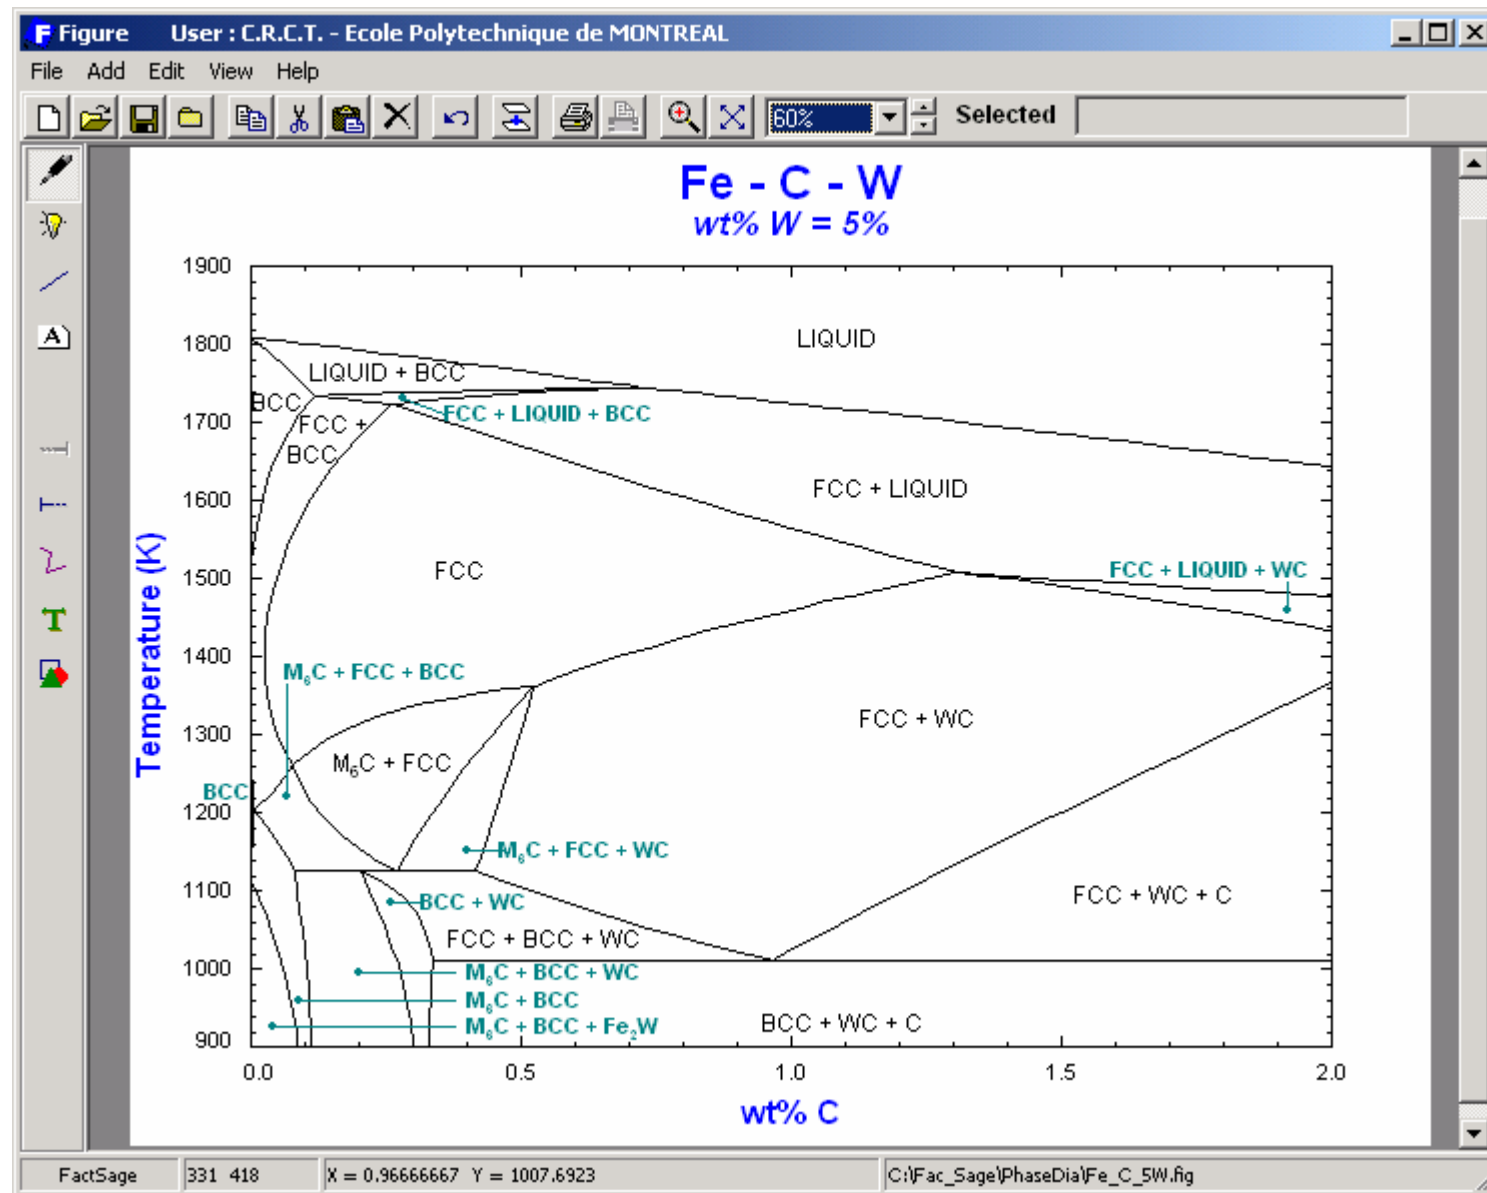 Figure User : C.R.C.T. - Ecole Polytechnique de MONTREAL
File Add Edit View Help
60% Selected
Fe - C - W
wt% W = 5%
1900
1800
1700
1600
1500
1400
1300
1200
1100
1000
900
Temperature (K)
LIQUID
LIQUID + BCC
BCC
FCC + LIQUID + BCC
FCC +
BCC
FCC + LIQUID
FCC
FCC + LIQUID + WC
M₆C + FCC + BCC
FCC + WC
M₆C + FCC
BCC
M₆C + FCC + WC
FCC + WC + C
BCC + WC
FCC + BCC + WC
M₆C + BCC + WC
M₆C + BCC
M₆C + BCC + Fe₂W
BCC + WC + C
0.0 0.5 1.0 1.5 2.0
wt% C
FactSage 331 418 X = 0.96666667 Y = 1007.6923 C:\Fac_Sage\PhaseDia\Fe_C_5W.fig